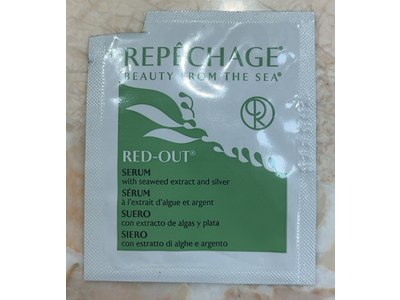 REPÊCHAGE®
BEAUTY FROM THE SEA®
RED-OUT®
SERUM
with seaweed extract and silver
SÉRUM
à l'extrait d'algue et argent
SUERO
con extracto de algas y plata
SIERO
con estratto di alghe e argento